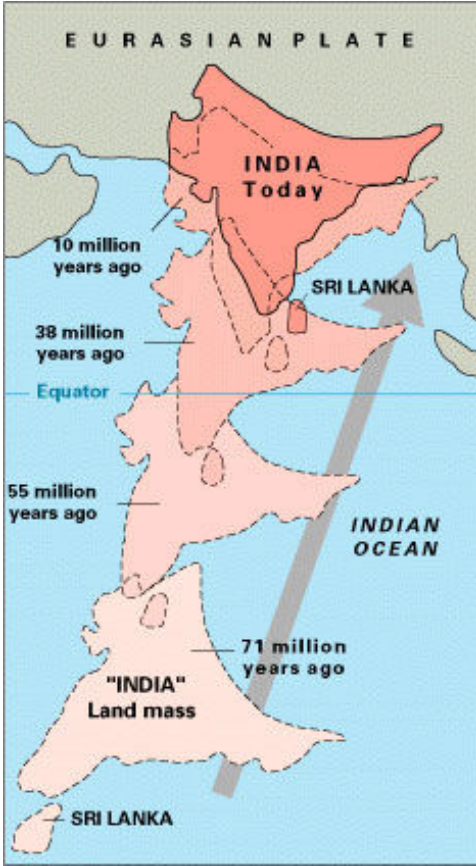 EURASIAN PLATE
INDIA
Today
10 million
years ago
SRI LANKA
38 million
years ago
Equator
55 million
years ago
INDIAN
OCEAN
71 million
years ago
"INDIA"
Land mass
SRI LANKA